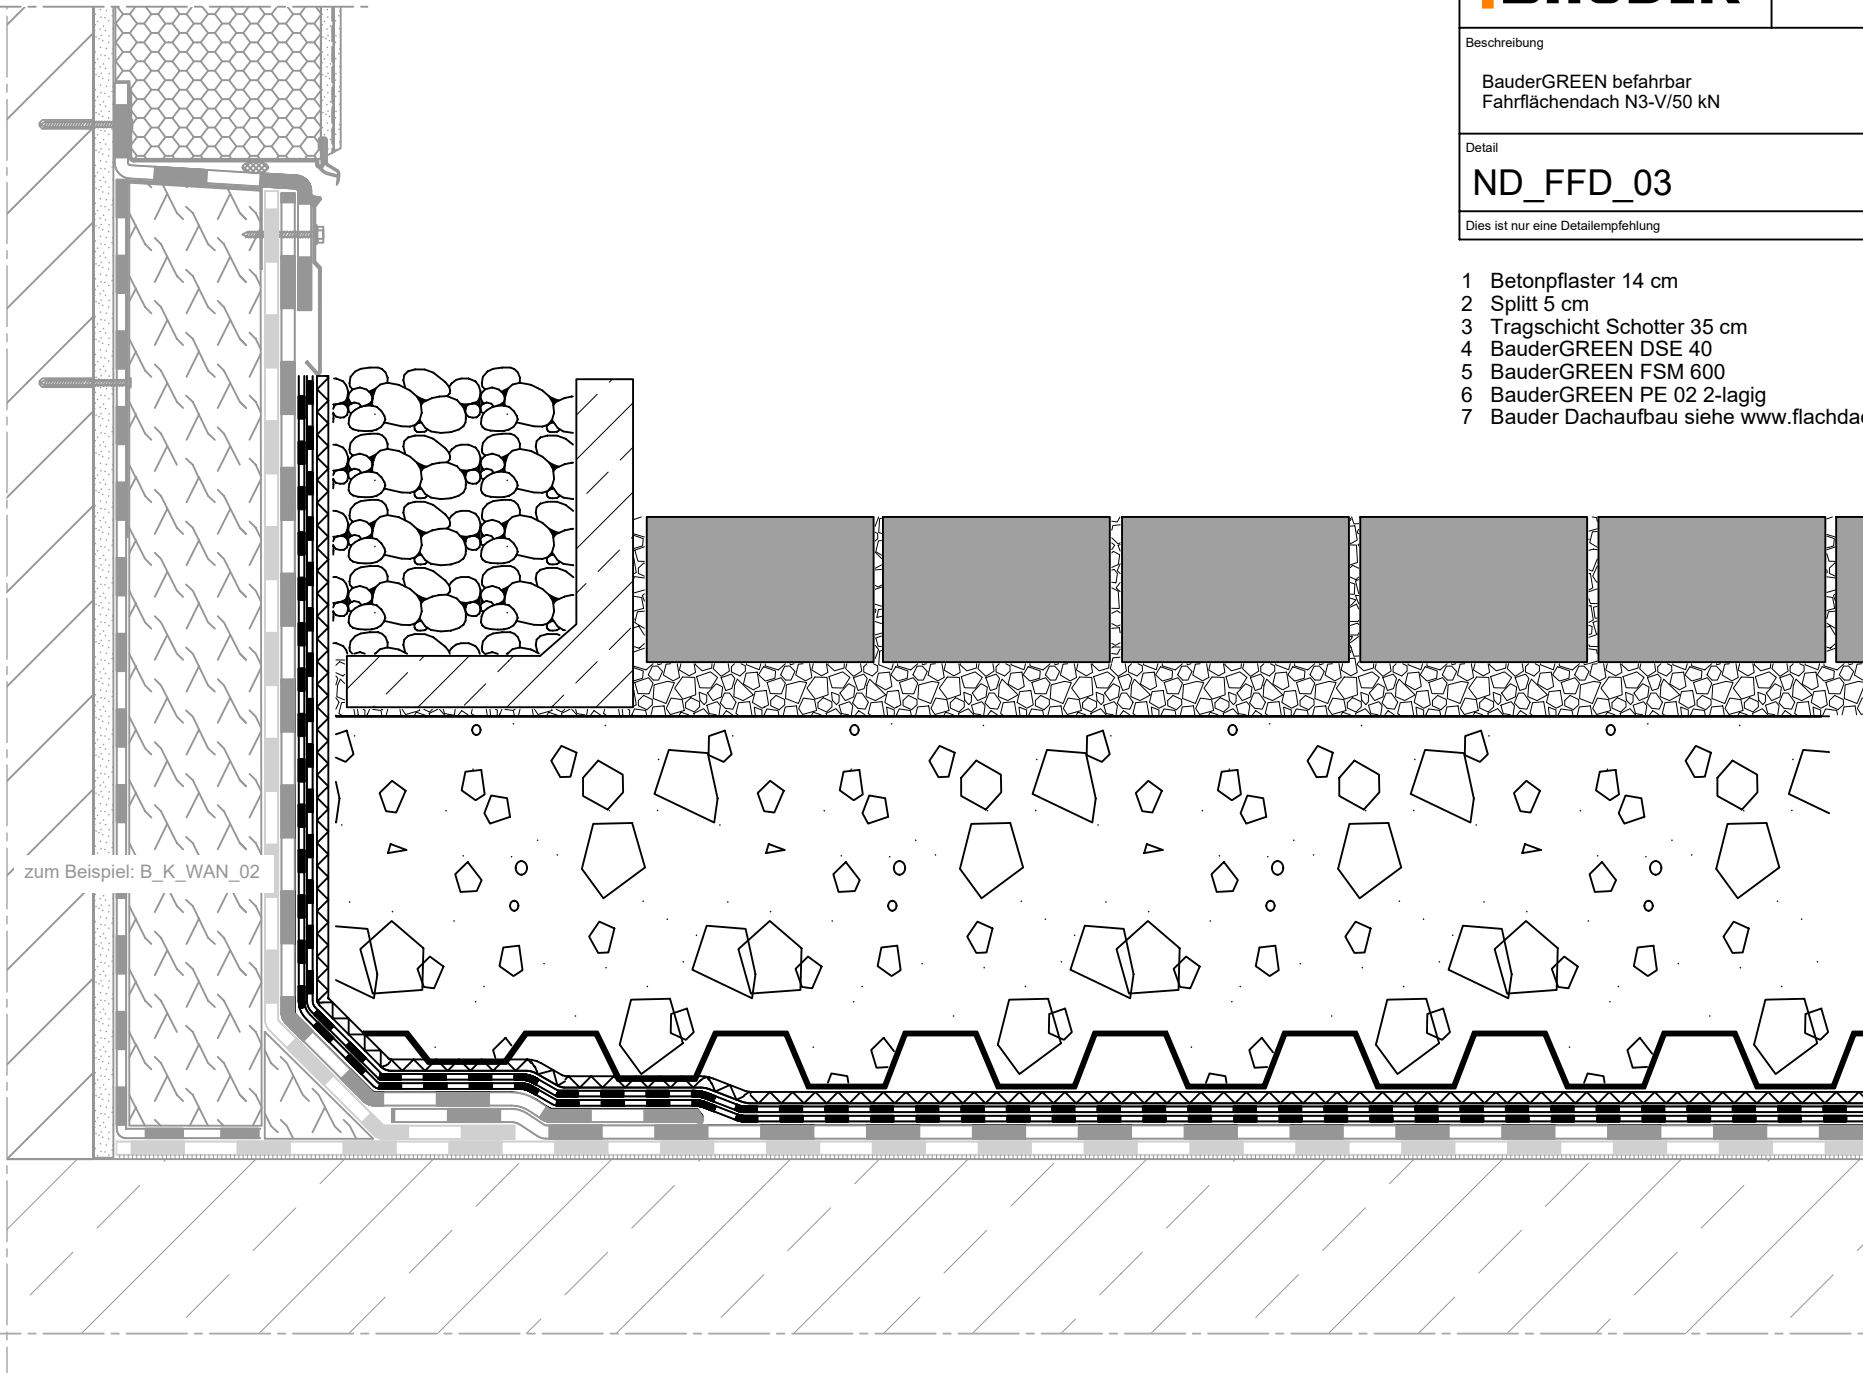 Beschreibung
BauderGREEN befahrbar
Fahrflächendach N3-V/50 kN
Detail
ND_FFD_03
Dies ist nur eine Detailempfehlung
1 Betonpflaster 14 cm
2 Splitt 5 cm
3 Tragschicht Schotter 35 cm
4 BauderGREEN DSE 40
5 BauderGREEN FSM 600
6 BauderGREEN PE 02 2-lagig
7 Bauder Dachaufbau siehe
zum Beispiel: B_K_WAN_02